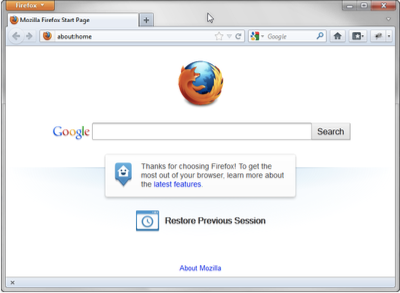 Firefox
Mozilla Firefox Start Page
about:home
Google
Google
Search
Thanks for choosing Firefox! To get the
most out of your browser, learn more about
the latest features.
Restore Previous Session
About Mozilla